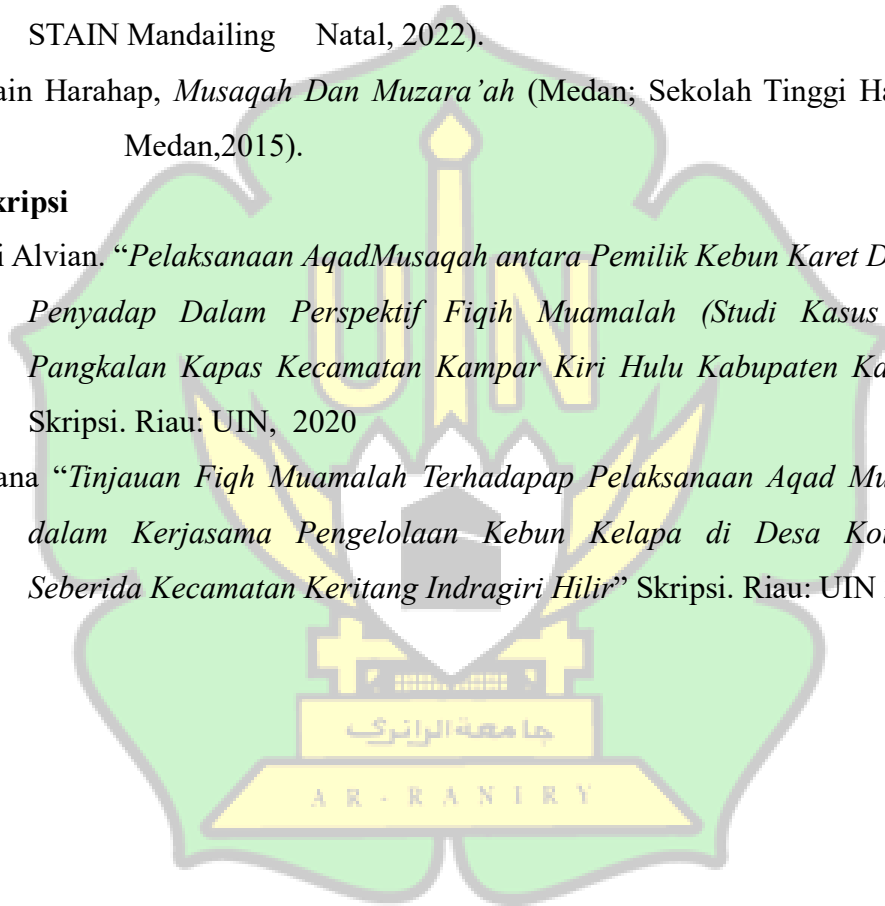 STAIN Mandailing Natal, 2022).
ain Harahap, Musaqah Dan Muzara’ah (Medan; Sekolah Tinggi Ha
Medan,2015).
kripsi
i Alvian. “Pelaksanaan AqadMusaqah antara Pemilik Kebun Karet D
Penyadap Dalam Perspektif Fiqih Muamalah (Studi Kasus
Pangkalan Kapas Kecamatan Kampar Kiri Hulu Kabupaten Ka
Skripsi. Riau: UIN, 2020
ana “Tinjauan Fiqh Muamalah Terhadapap Pelaksanaan Aqad Mu
dalam Kerjasama Pengelolaan Kebun Kelapa di Desa Ko
Seberida Kecamatan Keritang Indragiri Hilir” Skripsi. Riau: UIN
UIN
جامعة الرانري
AR-RANIRY